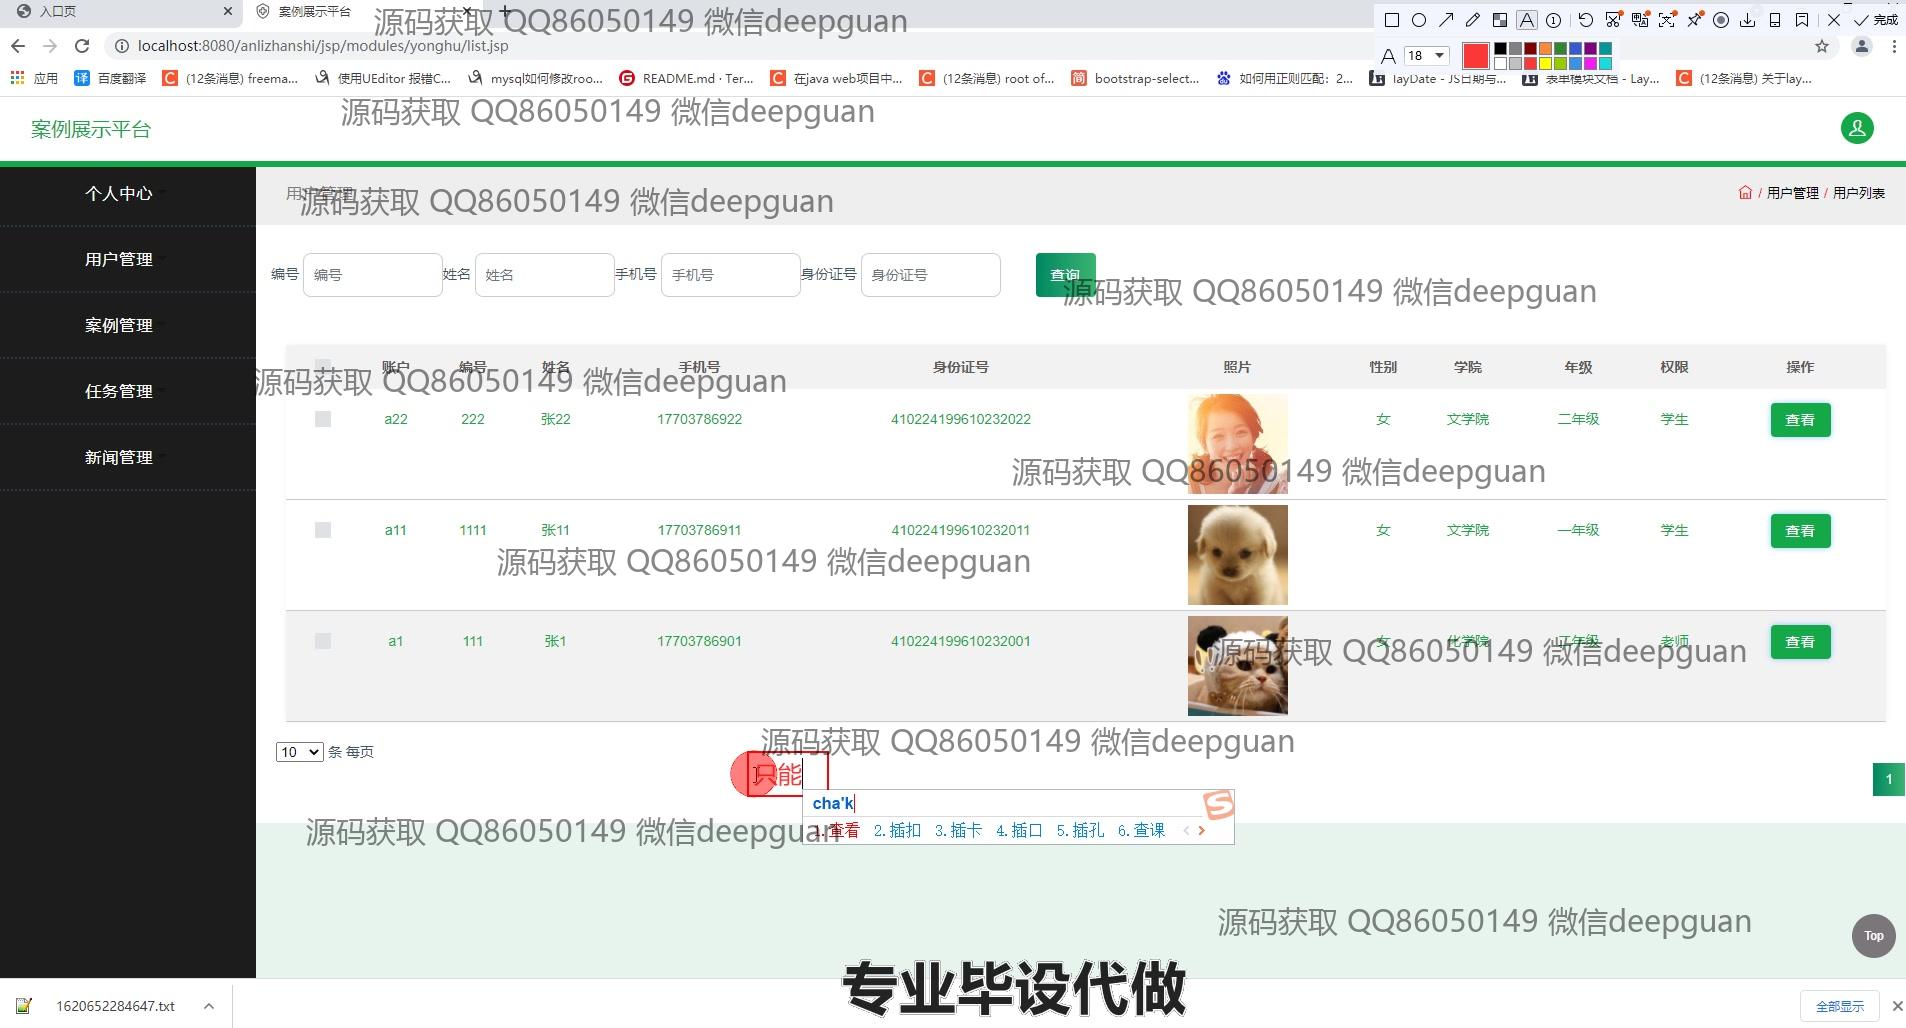 入口页
案例展示平台
源码获取 QQ86050149 微信deepguan
18
完成
localhost:8080/anlizhanshi/jsp/modules/yonghu/list.jsp
应用
百度翻译
(12条消息) freema...
使用UEditor 报错C...
mysql如何修改roo...
README.md · Ter...
在java web项目中...
(12条消息) root of...
bootstrap-select...
如何用正则匹配：2...
layDate - JS日期与...
表单模块文档 - Lay...
(12条消息) 关于lay...
源码获取 QQ86050149 微信deepguan
案例展示平台
个人中心
用户管理
案例管理
任务管理
新闻管理
用户管理
源码获取 QQ86050149 微信deepguan
/ 用户管理 / 用户列表
编号 编号 姓名 姓名 手机号 手机号 身份证号 身份证号 查询
源码获取 QQ86050149 微信deepguan
账户 编号 姓名 手机号 身份证号 照片 性别 学院 年级 权限 操作
源码获取 QQ86050149 微信deepguan
a22 222 张22 17703786922 410224199610232022 女 文学院 二年级 学生 查看
源码获取 QQ86050149 微信deepguan
a11 1111 张11 17703786911 410224199610232011 女 文学院 一年级 学生 查看
源码获取 QQ86050149 微信deepguan
a1 111 张1 17703786901 410224199610232001 女 化学院 老师 查看
源码获取 QQ86050149 微信deepguan
10 条 每页
源码获取 QQ86050149 微信deepguan
只能
1
cha'k
1.查看 2.插扣 3.插卡 4.插口 5.插孔 6.查课
源码获取 QQ86050149 微信deepguan
源码获取 QQ86050149 微信deepguan
Top
专业毕设代做
1620652284647.txt
全部显示